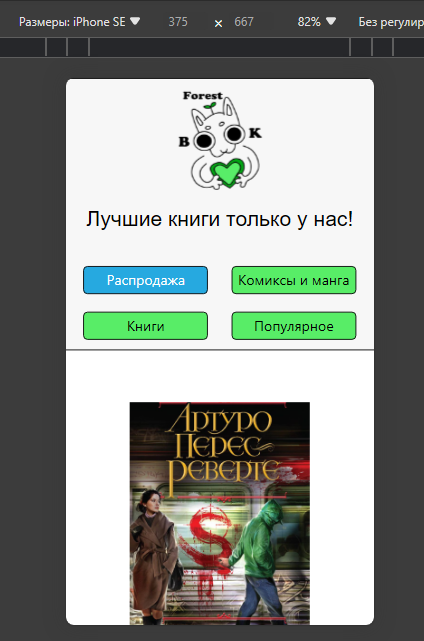 Размеры: iPhone SE 375 × 667 82% Без регулир
Forest
B K
Лучшие книги только у нас!
Распродажа Комиксы и манга
Книги Популярное
АРТУРО
ПЕРЕС-
РЕВЕРТЕ
S